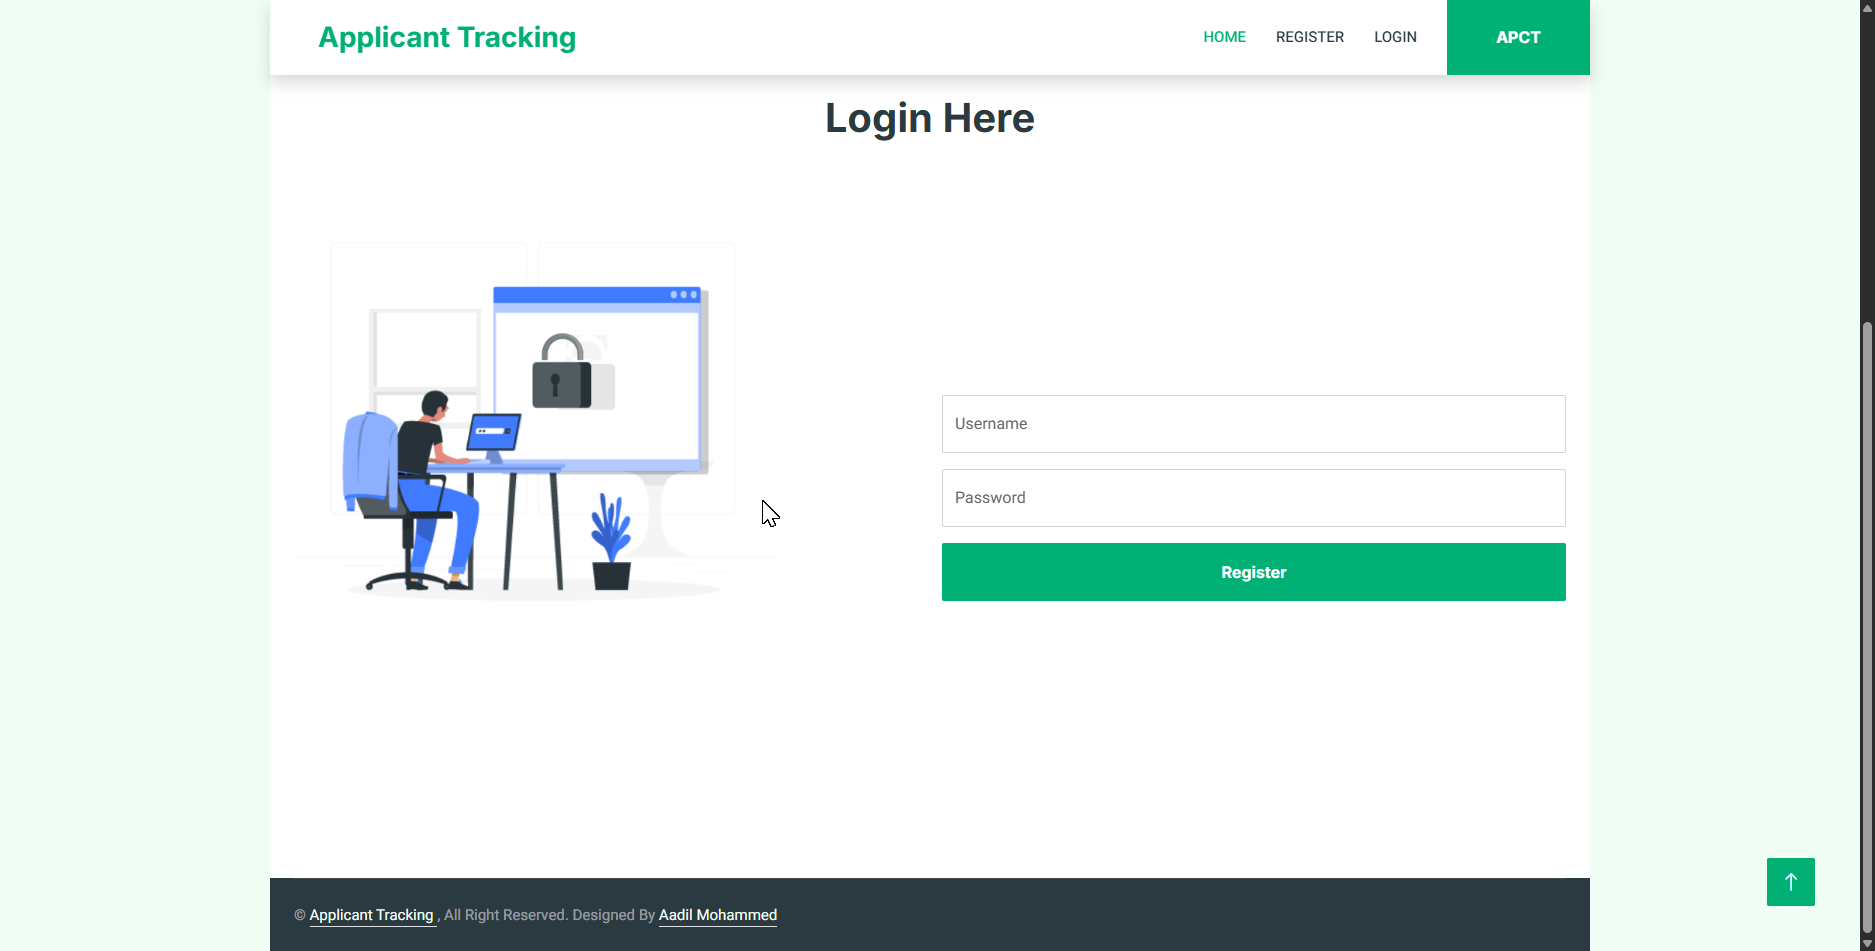 Applicant Tracking
HOME REGISTER LOGIN APCT
Login Here
Username
Password
Register
© Applicant Tracking , All Right Reserved. Designed By Aadil Mohammed